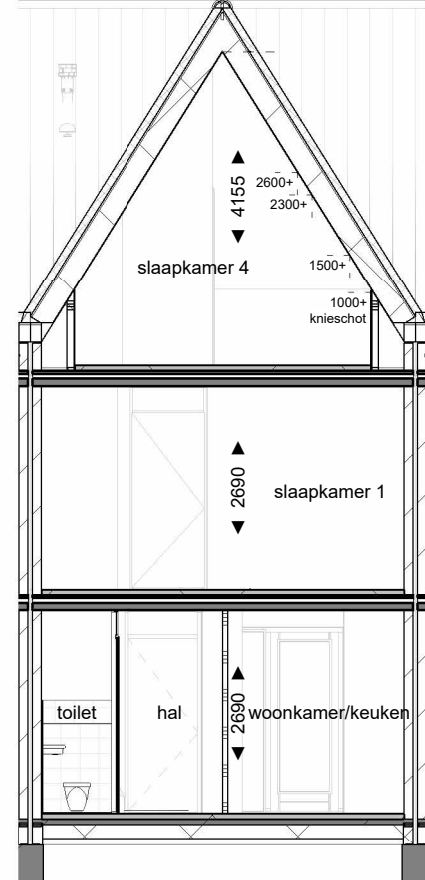 4155
2600+
2300+
slaapkamer 4
1500+
1000+
knieschot
2690
slaapkamer 1
toilet
hal
2690
woonkamer/keuken